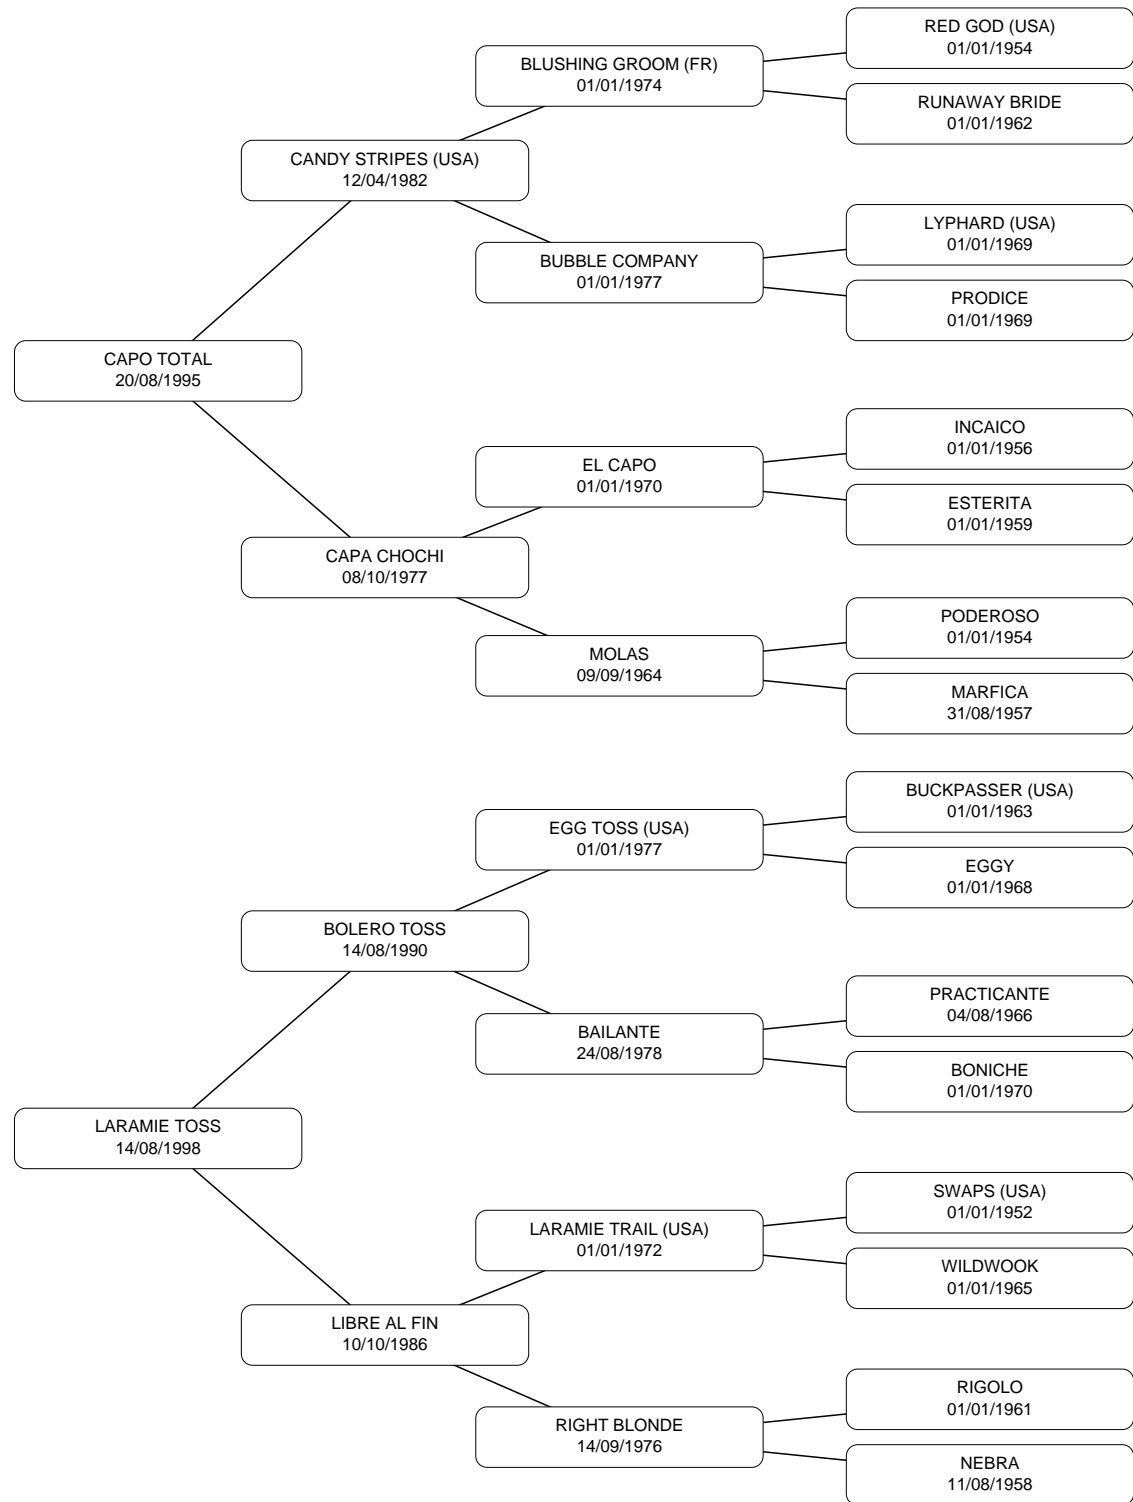 RED GOD (USA)
01/01/1954
BLUSHING GROOM (FR)
01/01/1974
RUNAWAY BRIDE
01/01/1962
CANDY STRIPES (USA)
12/04/1982
LYPHARD (USA)
01/01/1969
BUBBLE COMPANY
01/01/1977
PRODICE
01/01/1969
CAPO TOTAL
20/08/1995
INCAICO
01/01/1956
EL CAPO
01/01/1970
ESTERITA
01/01/1959
CAPA CHOCHI
08/10/1977
PODEROSO
01/01/1954
MOLAS
09/09/1964
MARFICA
31/08/1957
BUCKPASSER (USA)
01/01/1963
EGG TOSS (USA)
01/01/1977
EGGY
01/01/1968
BOLERO TOSS
14/08/1990
PRACTICANTE
04/08/1966
BAILANTE
24/08/1978
BONICHE
01/01/1970
LARAMIE TOSS
14/08/1998
SWAPS (USA)
01/01/1952
LARAMIE TRAIL (USA)
01/01/1972
WILDWOOK
01/01/1965
LIBRE AL FIN
10/10/1986
RIGOLO
01/01/1961
RIGHT BLONDE
14/09/1976
NEBRA
11/08/1958